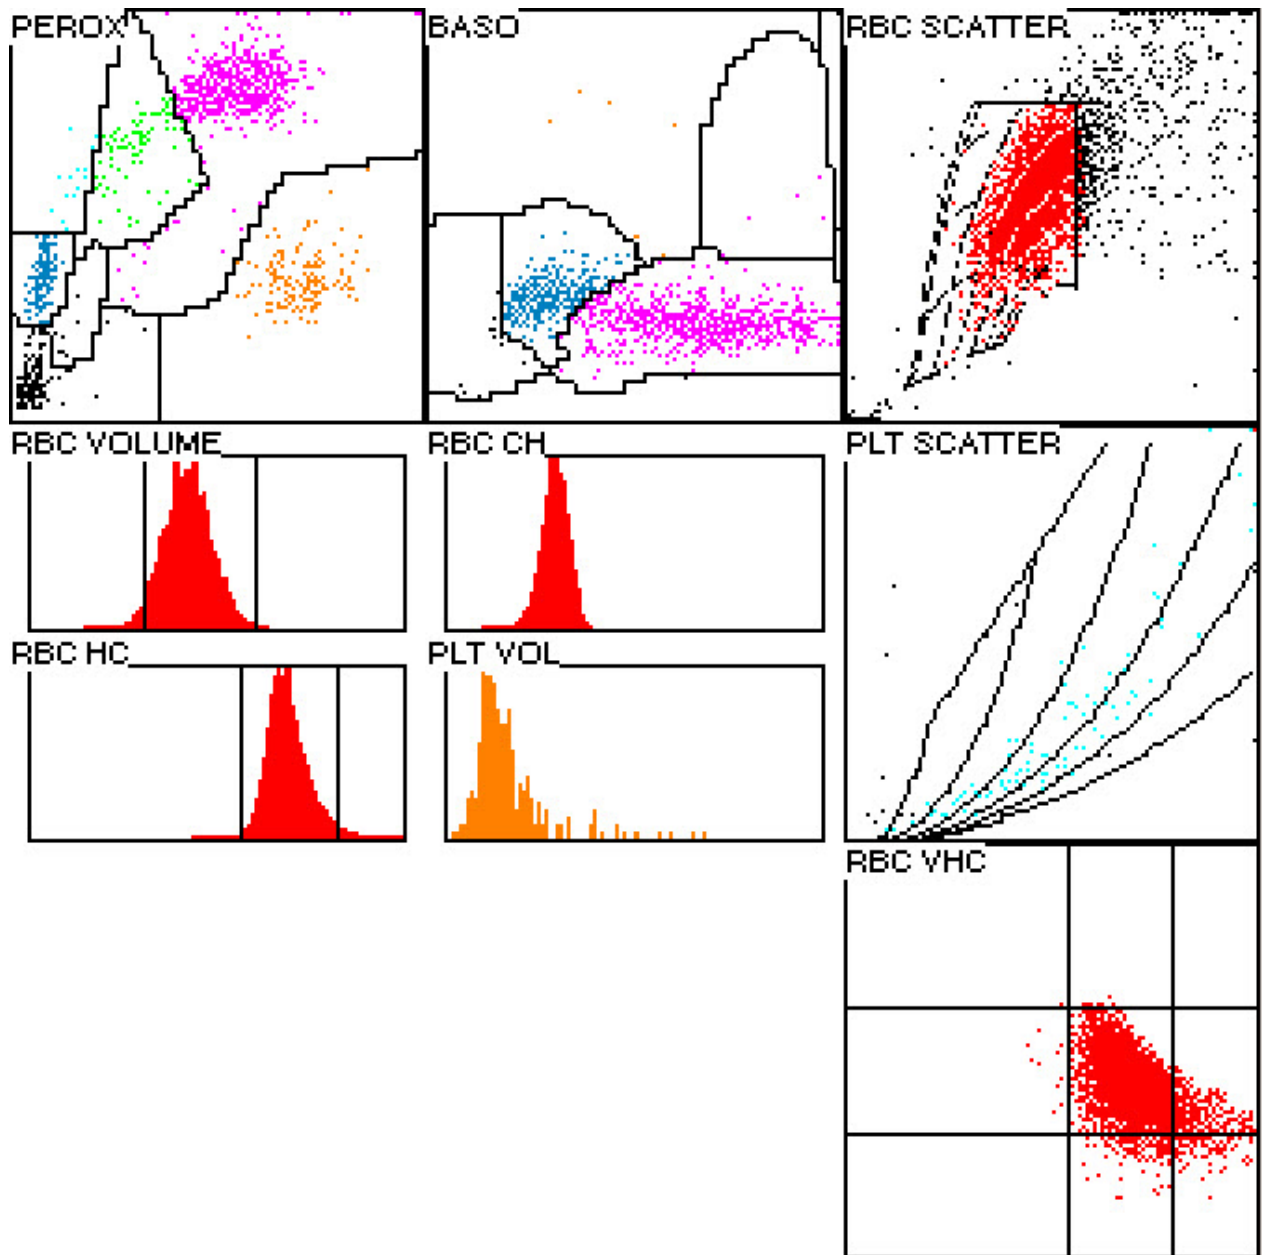 PEROX
BASO
RBC SCATTER
RBC VOLUME
RBC CH
PLT SCATTER
RBC HC
PLT VOL
RBC VHC